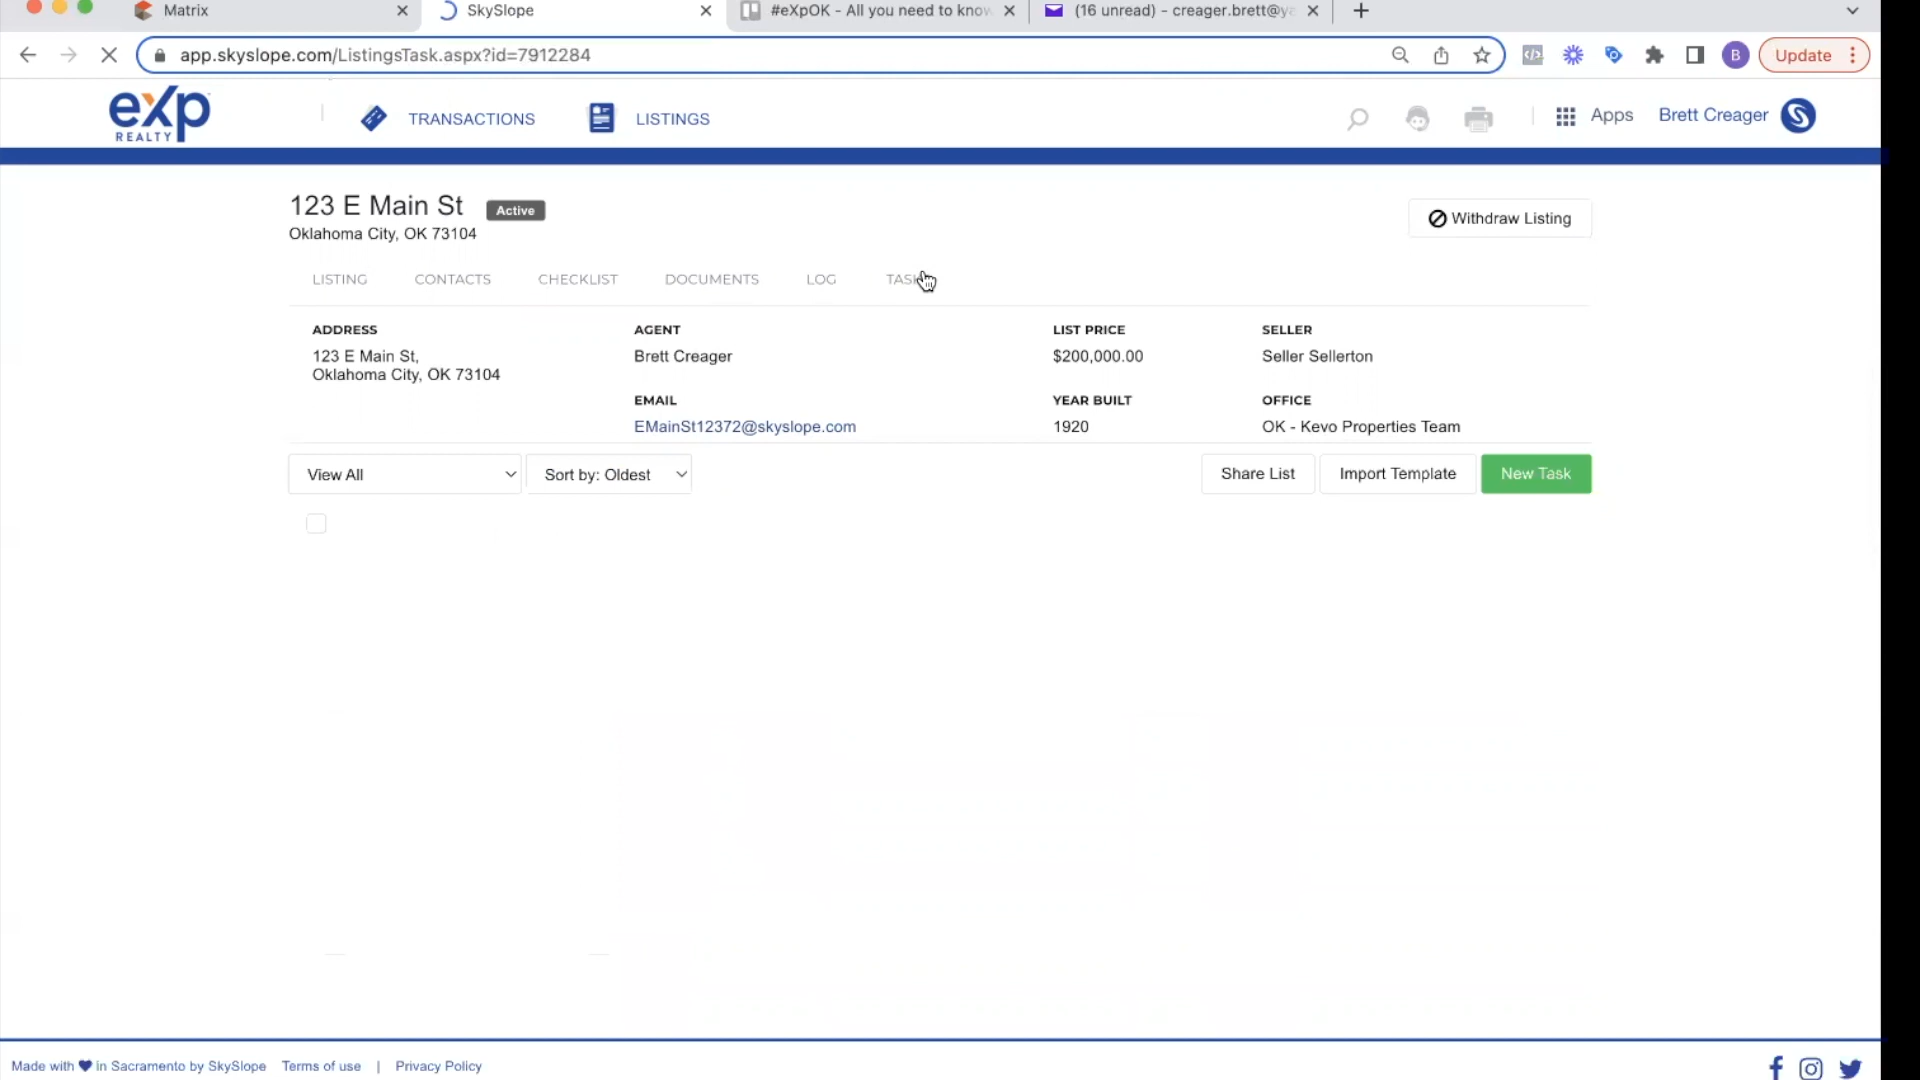 Matrix
SkySlope
#eXpOK - All you need to know
(16 unread) - creager.brett@y
app.skyslope.com/ListingsTask.aspx?id=7912284
B
Update
eXp
REALTY
TRANSACTIONS
LISTINGS
Apps
Brett Creager
123 E Main St
Active
Oklahoma City, OK 73104
Withdraw Listing
LISTING
CONTACTS
CHECKLIST
DOCUMENTS
LOG
TAS
ADDRESS
AGENT
LIST PRICE
SELLER
123 E Main St,
Oklahoma City, OK 73104
Brett Creager
$200,000.00
Seller Sellerton
EMAIL
YEAR BUILT
OFFICE
EMainSt12372@skyslope.com
1920
OK - Kevo Properties Team
View All
Sort by: Oldest
Share List
Import Template
New Task
Made with in Sacramento by SkySlope
Terms of use | Privacy Policy